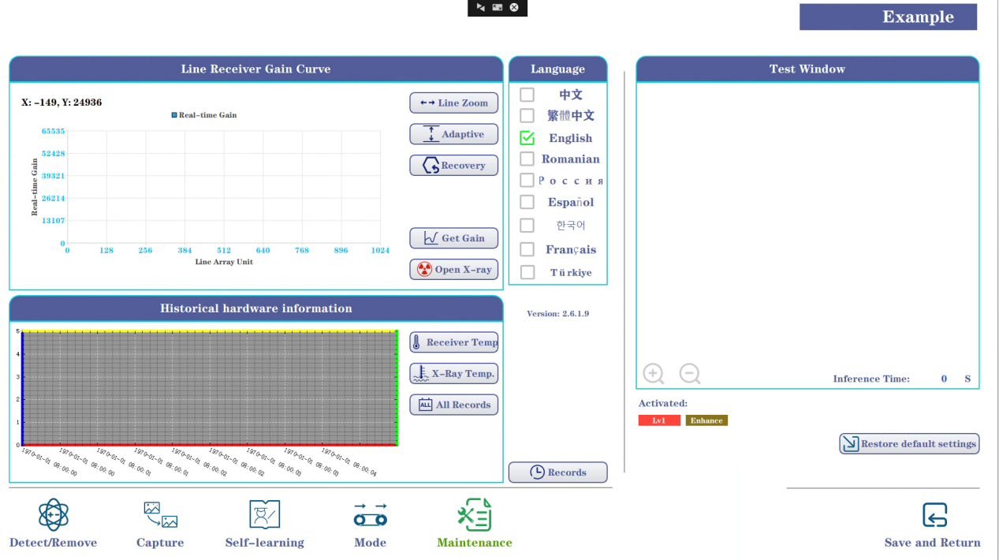 Example
Line Receiver Gain Curve
X: -149, Y: 24936
Real-time Gain
65535
52428
39321
26214
13107
0
Real-time Gain
0 128 256 384 512 640 768 896 1024
Line Array Unit
Line Zoom
Adaptive
Recovery
Get Gain
Open X-ray
Language
中文
繁體中文
English
Romanian
Россия
Español
한국어
Français
Türkiye
Version: 2.6.1.9
Historical hardware information
5
4
3
2
1
0
1970-01-01 08:00:00
1970-01-01 08:00:00
1970-01-01 08:00:01
1970-01-01 08:00:01
1970-01-01 08:00:02
1970-01-01 08:00:02
1970-01-01 08:00:03
1970-01-01 08:00:03
1970-01-01 08:00:04
Receiver Temp
X-Ray Temp.
ALL
All Records
Records
Test Window
Inference Time: 0 S
Activated:
Lv1 Enhance
Restore default settings
Detect/Remove
Capture
Self-learning
Mode
Maintenance
Save and Return